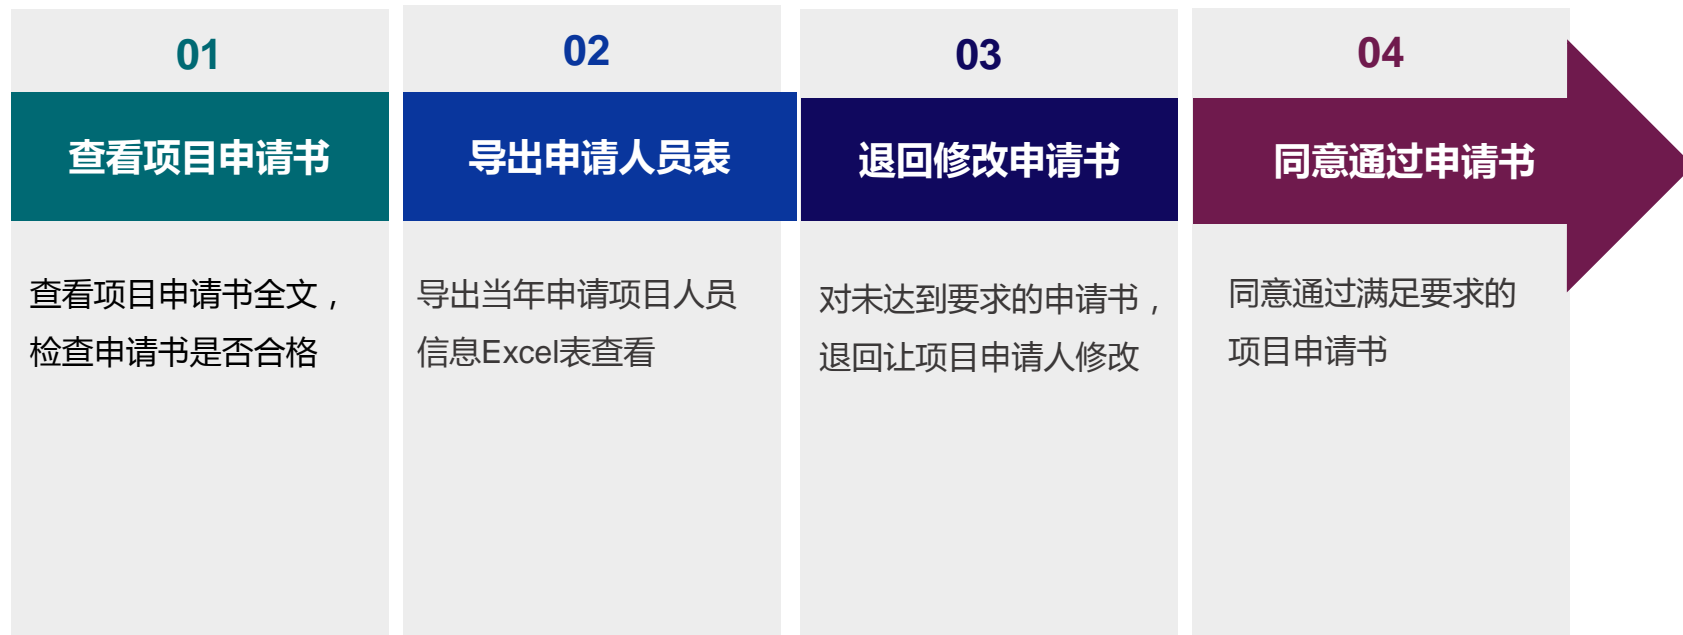 01
查看项目申请书
查看项目申请书全文，
检查申请书是否合格
02
导出申请人员表
导出当年申请项目人员
信息Excel表查看
03
退回修改申请书
对未达到要求的申请书，
退回让项目申请人修改
04
同意通过申请书
同意通过满足要求的
项目申请书